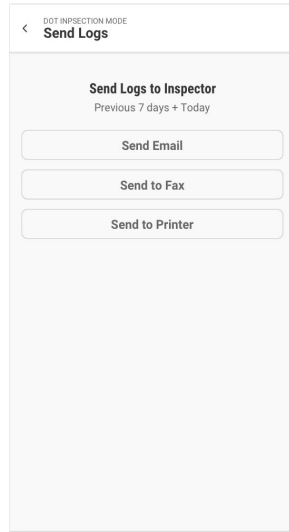 DOT INPSECTION MODE
Send Logs
Send Logs to Inspector
Previous 7 days + Today
Send Email
Send to Fax
Send to Printer